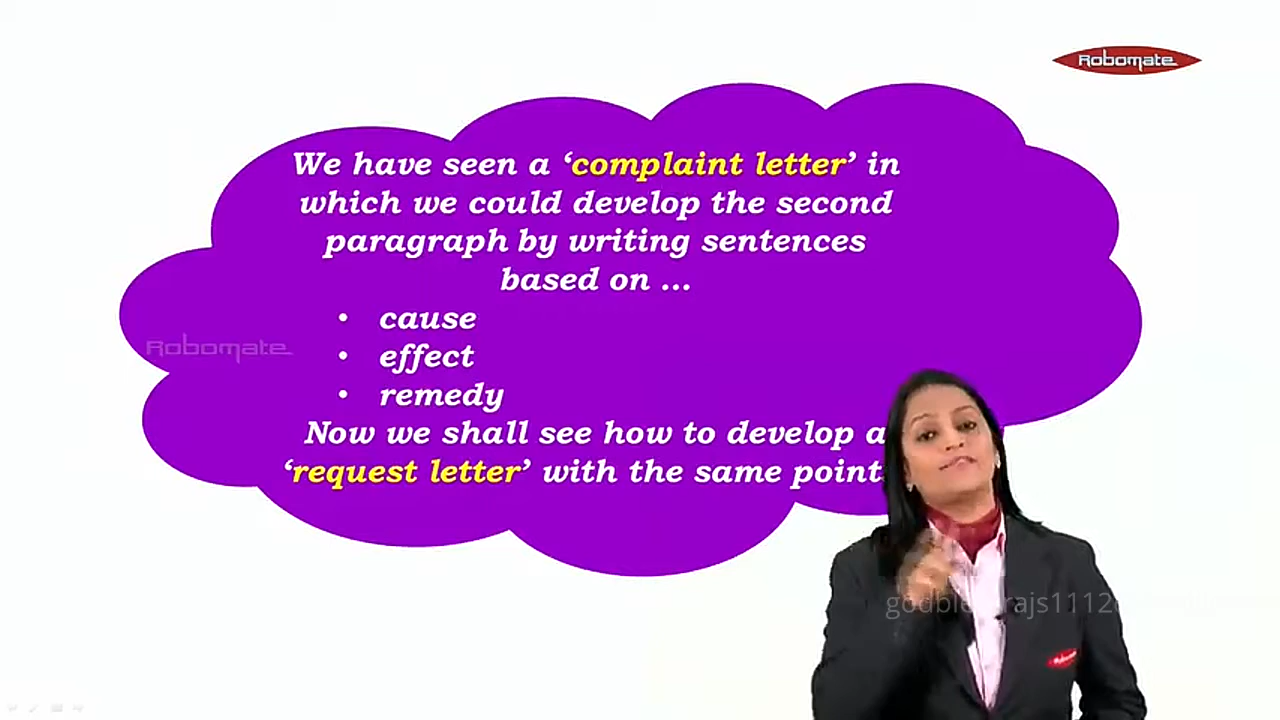 Robomate
We have seen a ‘complaint letter’ in
which we could develop the second
paragraph by writing sentences
based on ...
• cause
• effect
• remedy
Now we shall see how to develop a
‘request letter’ with the same point
Robomate
Robomate